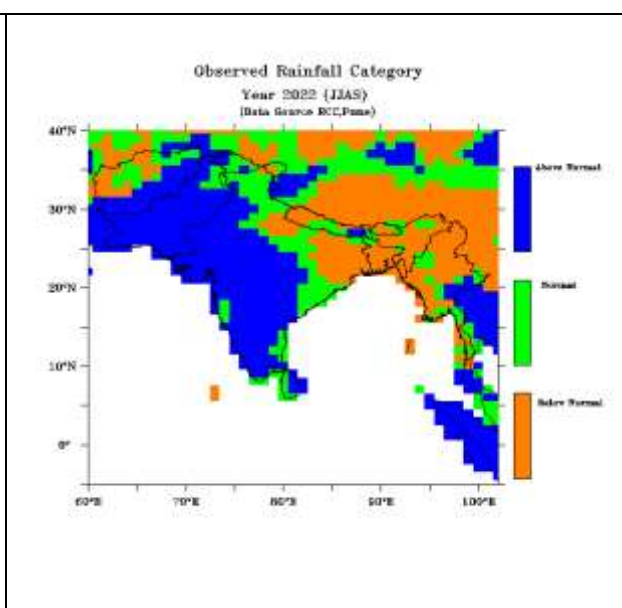 Observed Rainfall Category
Year 2022 (JJAS)
(Data Source RCC,Pune)
40°N
30°N
20°N
10°N
0°
60°E
70°E
80°E
90°E
100°E
Above Normal
Normal
Below Normal